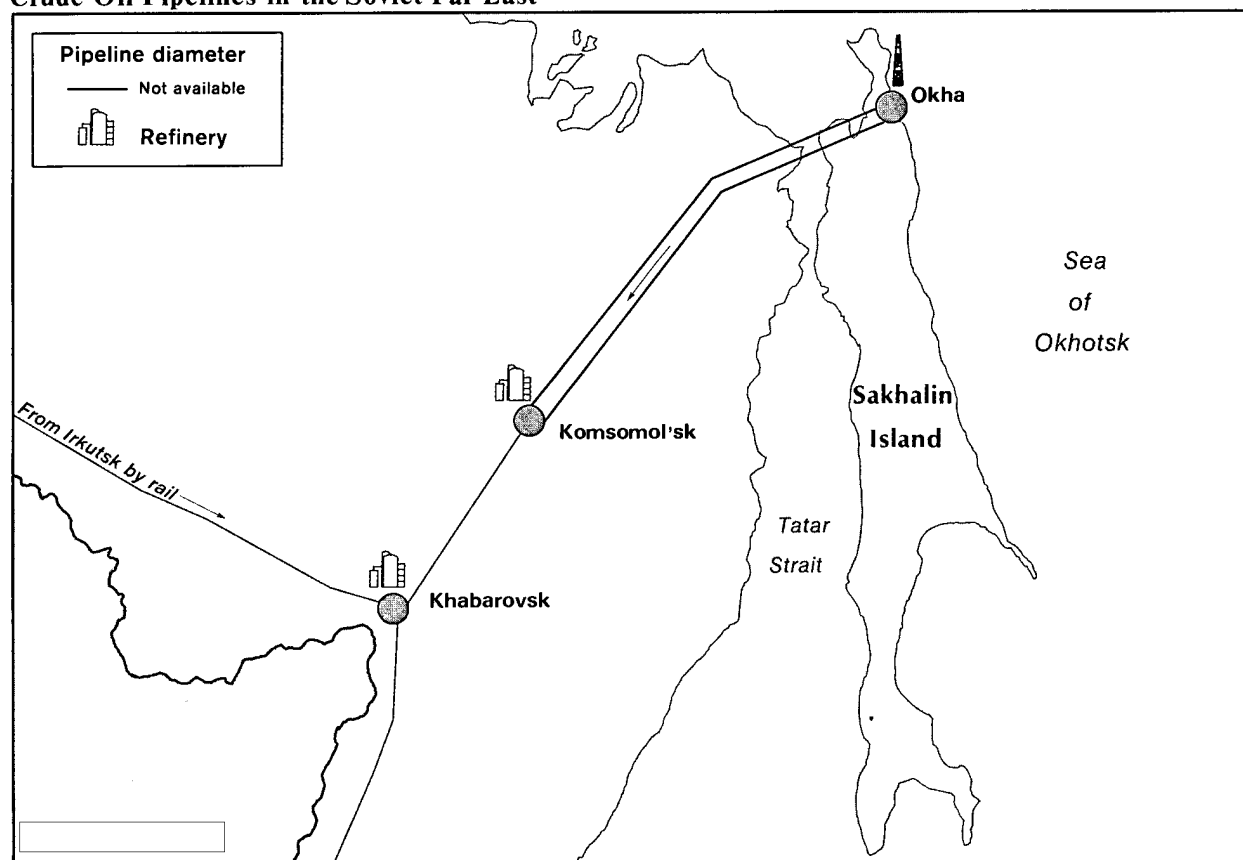 Crude Oil Pipelines in the Soviet Far East
Pipeline diameter
Not available
Refinery
Okha
Sea
of
Okhotsk
Komsomol'sk
Sakhalin
Island
From Irkutsk by rail
Tatar
Strait
Khabarovsk